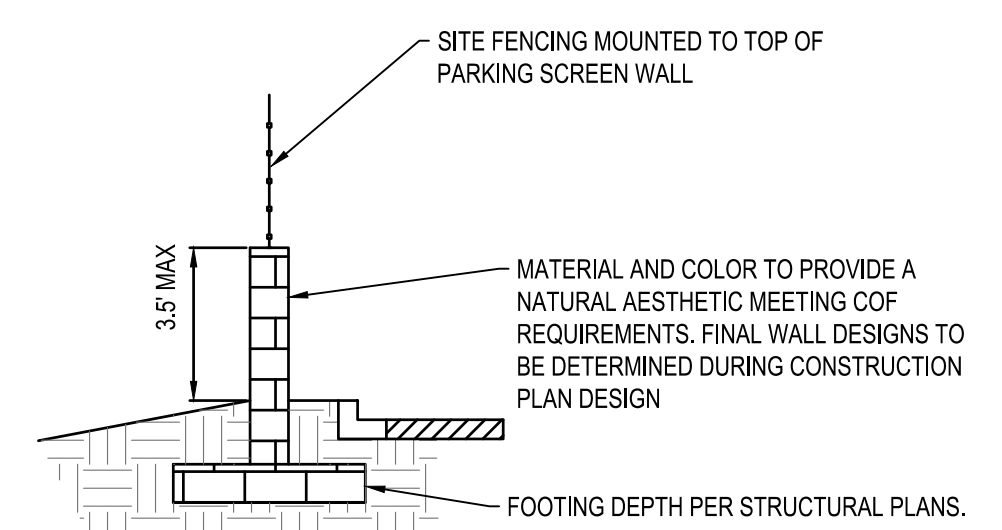 SITE FENCING MOUNTED TO TOP OF
PARKING SCREEN WALL
3.5' MAX
MATERIAL AND COLOR TO PROVIDE A
NATURAL AESTHETIC MEETING COF
REQUIREMENTS. FINAL WALL DESIGNS TO
BE DETERMINED DURING CONSTRUCTION
PLAN DESIGN
FOOTING DEPTH PER STRUCTURAL PLANS.